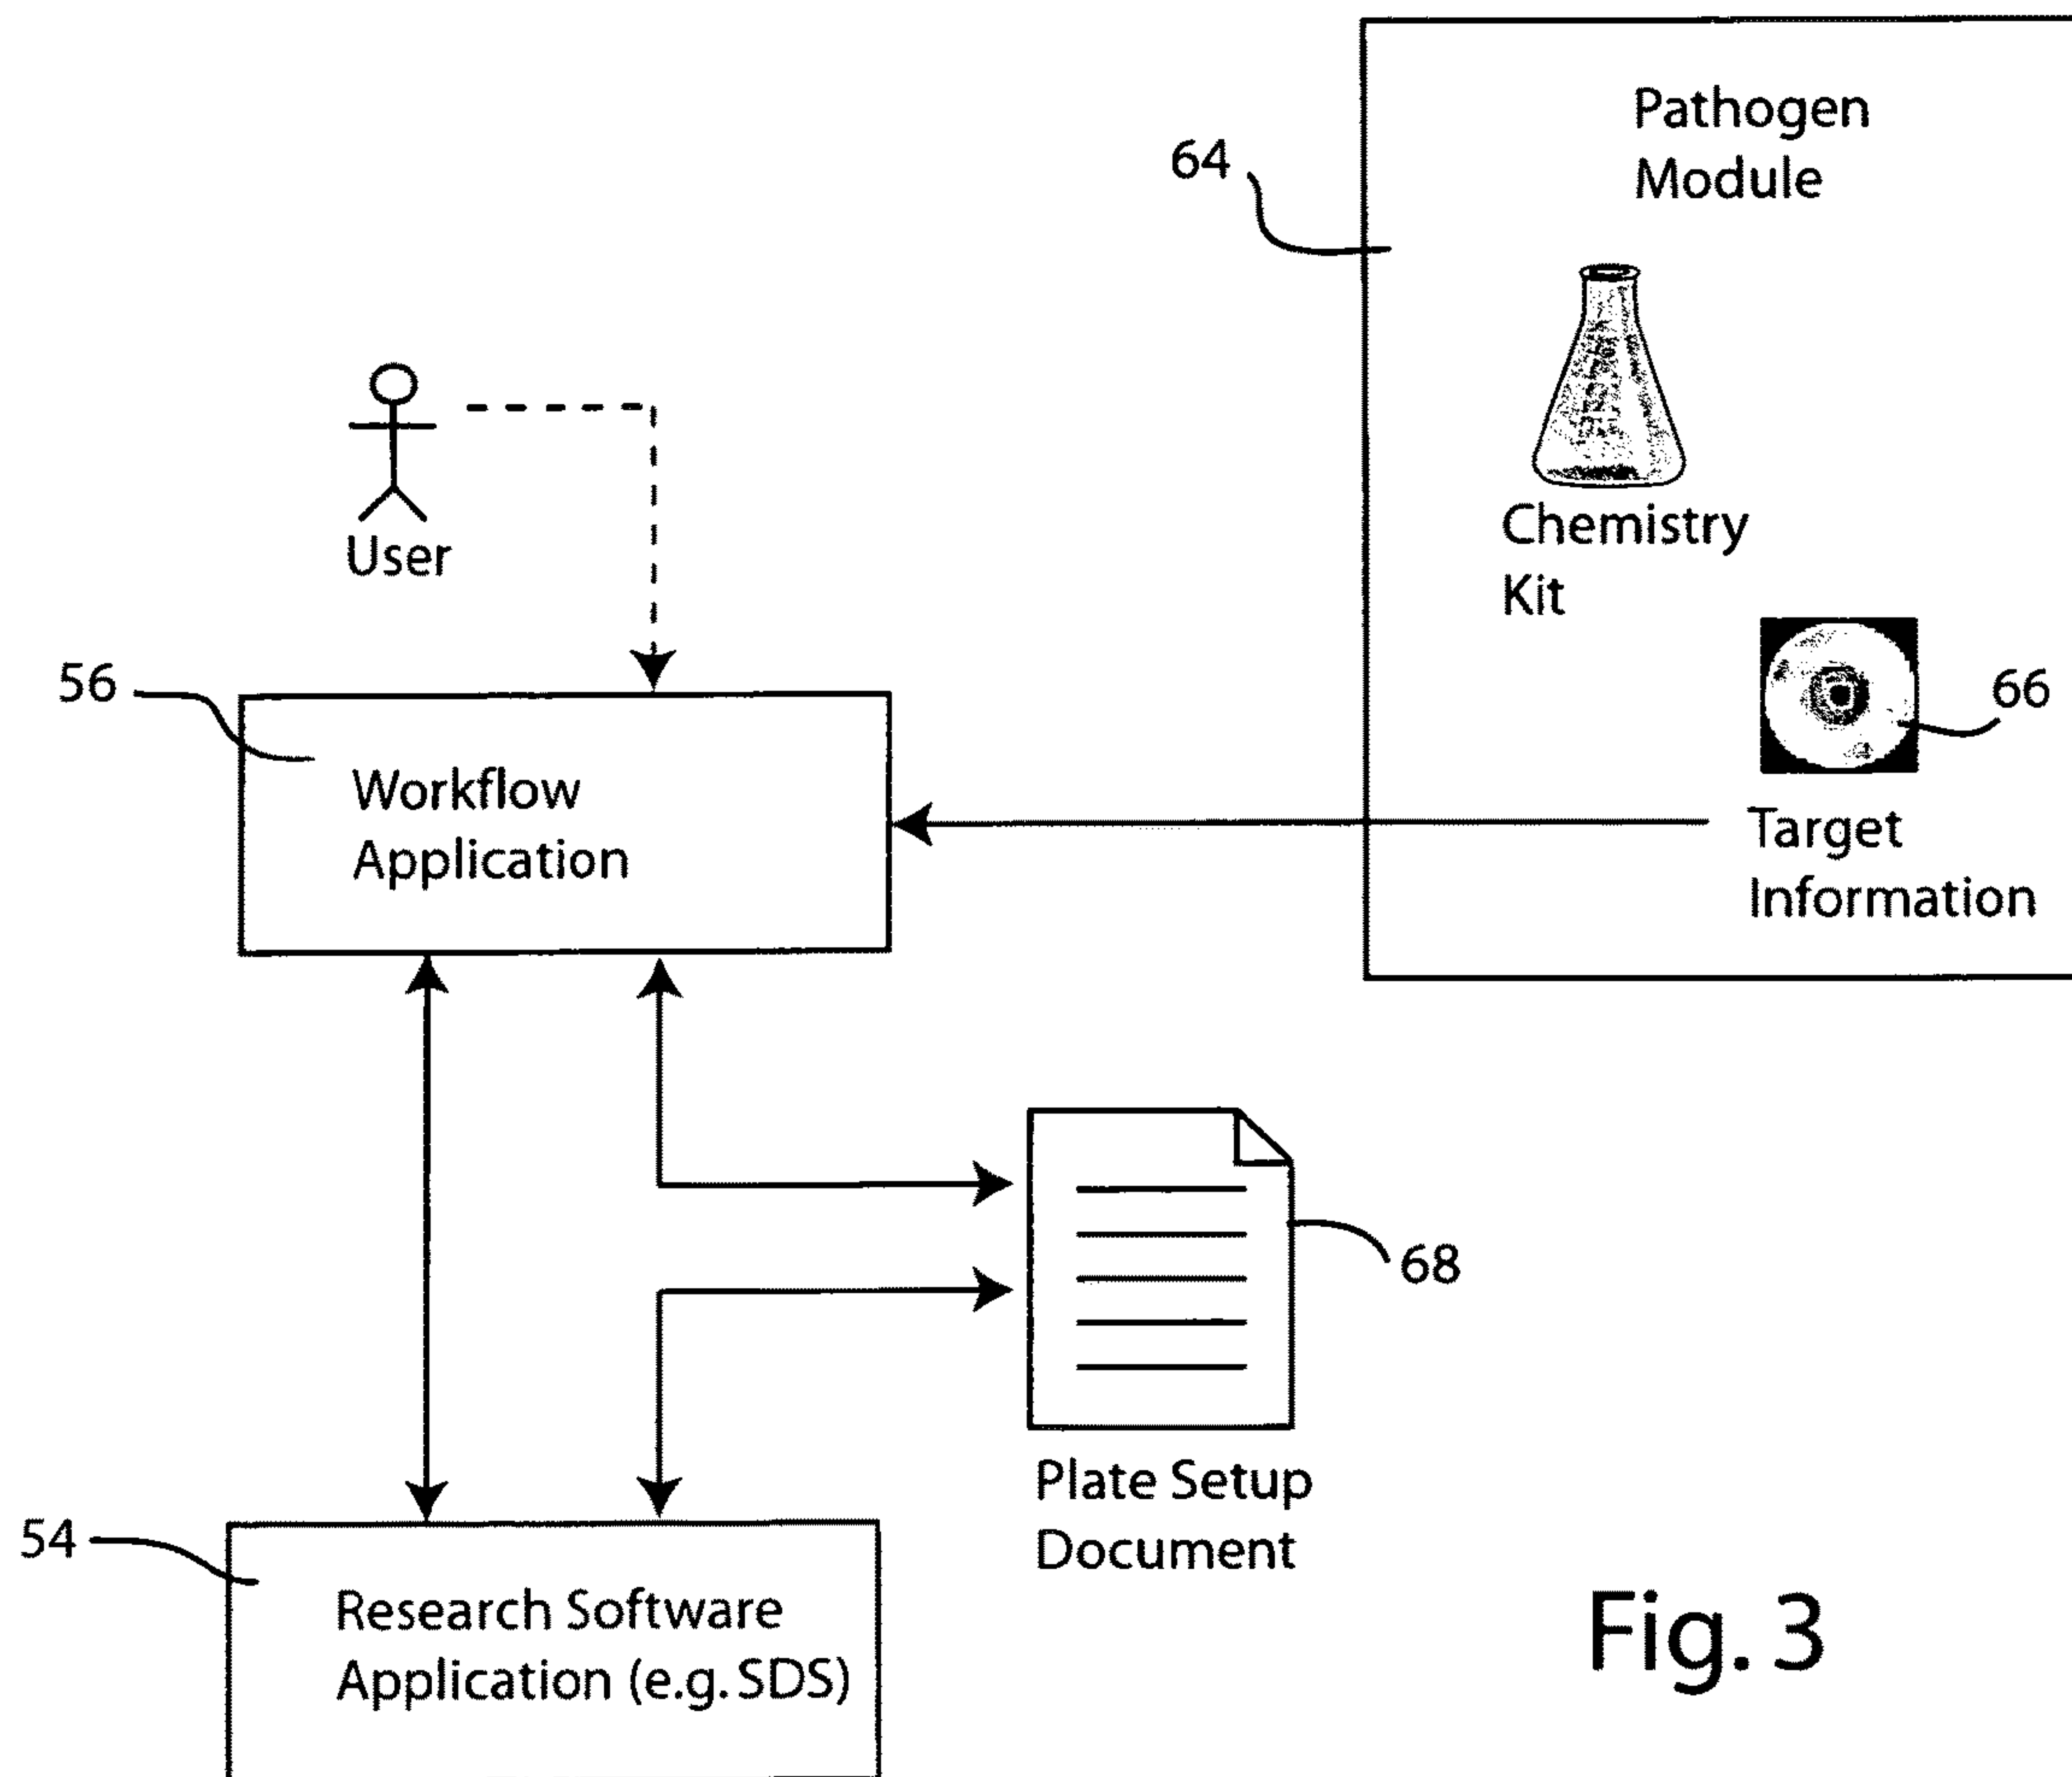 Pathogen
Module
64
Chemistry
Kit
User
56
66
Workflow
Application
Target
Information
68
Plate Setup
Document
54
Research Software
Application (e.g. SDS)
Fig. 3